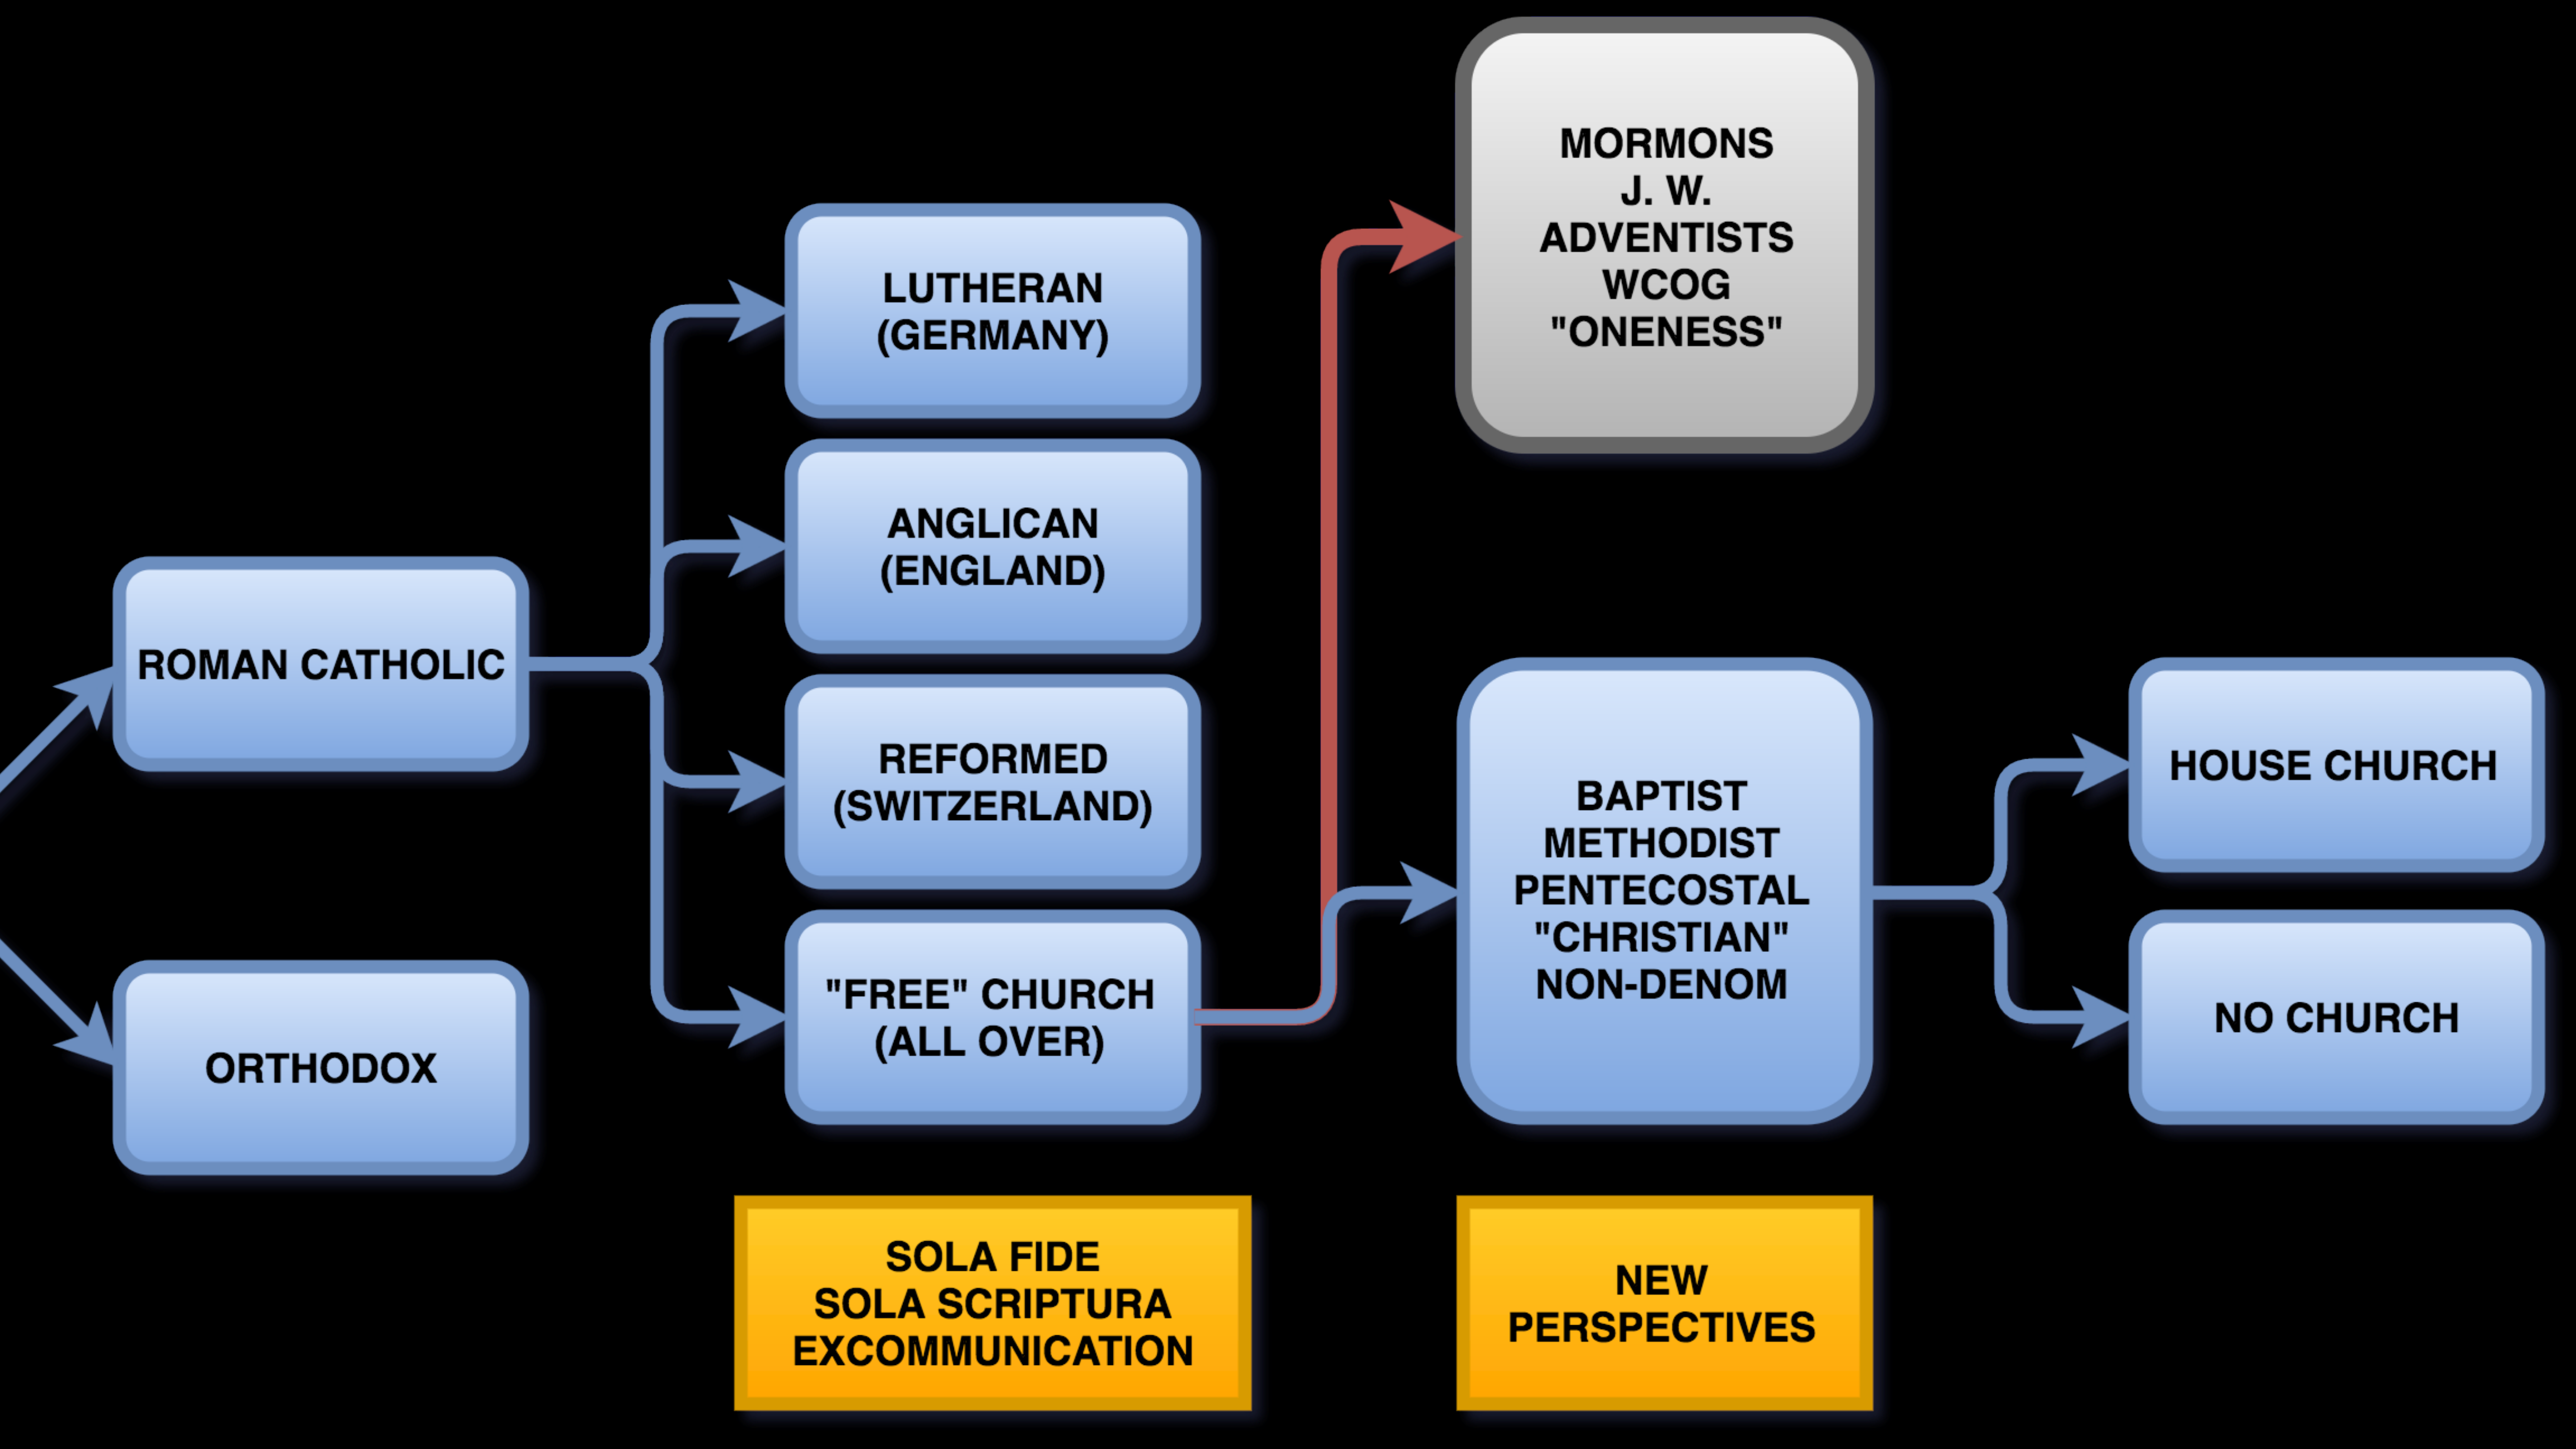 ROMAN CATHOLIC
ORTHODOX
LUTHERAN
(GERMANY)
ANGLICAN
(ENGLAND)
REFORMED
(SWITZERLAND)
"FREE" CHURCH
(ALL OVER)
SOLA FIDE
SOLA SCRIPTURA
EXCOMMUNICATION
MORMONS
J. W.
ADVENTISTS
WCOG
"ONENESS"
BAPTIST
METHODIST
PENTECOSTAL
"CHRISTIAN"
NON-DENOM
NEW
PERSPECTIVES
HOUSE CHURCH
NO CHURCH